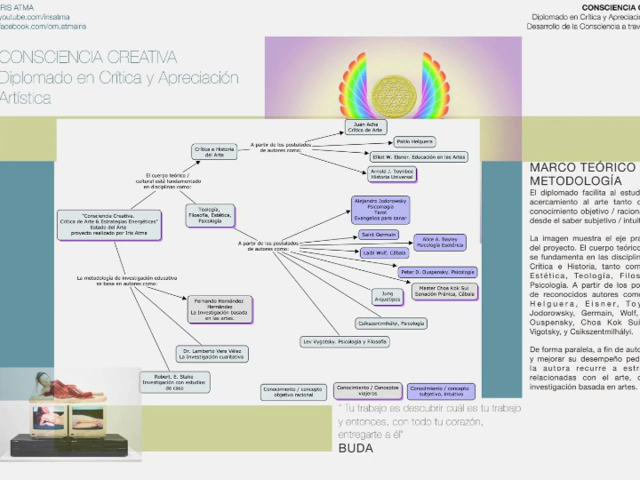 IRIS ATMA
youtube.com/irisatma
facebook.com/om.atmairis
CONSCIENCIA C
Diplomado en Crítica y Apreciació
Desarrollo de la Consciencia a trav
CONSCIENCIA CREATIVA
Diplomado en Crítica y Apreciación
Artística
Juan Acha
Crítico de Arte
Pablo Helguera
Elliot W. Eisner. Educación en las Artes
Arnold J. Toynbee
Historia Universal
A partir de los postulados
de autores como:
Crítica e Historia
del Arte
El cuerpo teórico /
cultural está fundamentado
en disciplinas como:
Teología,
Filosofía, Estética,
Psicología
"Consciencia Creativa.
Crítica de Arte & Estrategias Energéticas"
Estado del Arte
proyecto realizado por Iris Atma
A partir de los postulados
de autores como:
Alejandro Jodorowsky
Psicomagia
Tarot
Evangelios para sanar
Saint Germain
Laibl Wolf, Cábala
Alice A. Bayley
Psicología Esotérica
Peter D. Ouspensky, Psicología
Master Choa Kok Sui
Sanación Pránica, Cábala
Jung
Arquetipos
Csikszentmihályi, Psicología
Lev Vygotsky. Psicología y Filosofía
La metodología de investigación educativa
se basa en autores como:
Fernando Hernández
Hernández
La Investigación basada
en las artes.
Dr. Lamberto Vera Vélez
La Investigación cualitativa
Robert, E. Stake
Investigación con estudios
de caso
Conocimiento / concepto
objetivo racional
Conocimiento / Conceptos
viajeros
Conocimiento / concepto
subjetivo, intuitivo
" Tu trabajo es descubrir cuál es tu trabajo
y entonces, con todo tu corazón,
entregarte a él"
BUDA
MARCO TEÓRICO
METODOLOGÍA
El diplomado facilita al estud
acercamiento al arte tanto c
conocimiento objetivo / racion
desde el saber subjetivo / intuit
La imagen muestra el eje pra
del proyecto. El cuerpo teóric
se fundamenta en las disciplin
Crítica e Historia, tanto com
Estética, Teología, Filos
Psicología. A partir de los po
de reconocidos autores como
Helguera, Eisner, Toy
Jodorowsky, Germain, Wolf,
Ouspensky, Choa Kok Sui
Vigotsky, y Csikszentmilhályi.
De forma paralela, a fin de auto
y mejorar su desempeño ped
la autora recurre a estra
relacionadas con el arte, c
investigación basada en artes.